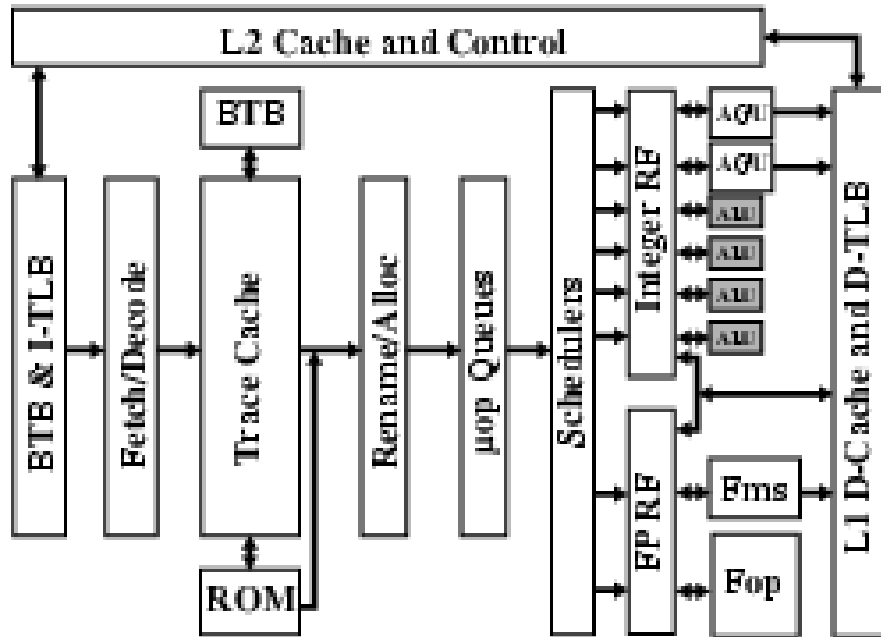 L2 Cache and Control
BTB
BTB & I-TLB
Fetch/Decode
Trace Cache
ROM
Rename/Alloc
μop Queues
Schedulers
Integer RF
FP RF
AGU
AGU
ALU
ALU
ALU
ALU
Fms
Fop
L1 D-Cache and D-TLB